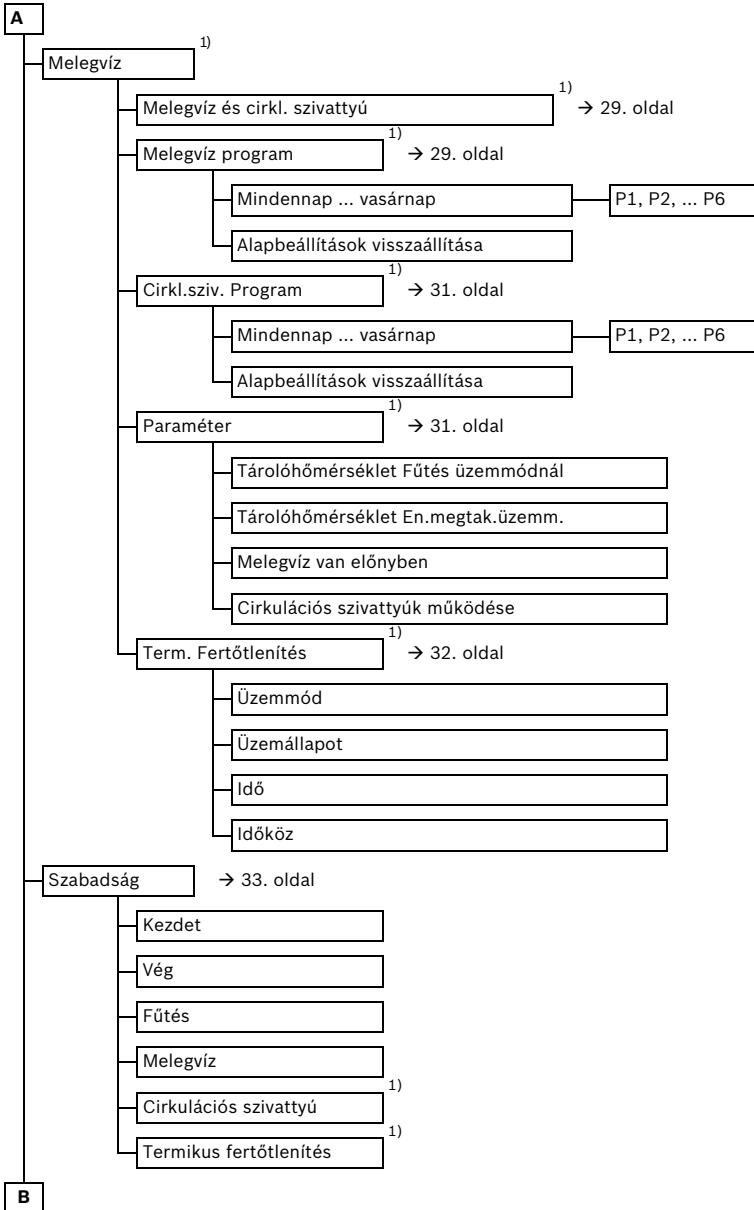 A
Melegvíz 1)
Melegvíz és cirkl. szivattyú 1) → 29. oldal
Melegvíz program 1) → 29. oldal
Mindennap ... vasárnap P1, P2, ... P6
Alapbeállítások visszaállítása
Cirkl.sziv. Program 1) → 31. oldal
Mindennap ... vasárnap P1, P2, ... P6
Alapbeállítások visszaállítása
Paraméter 1) → 31. oldal
Tárolóhőmérséklet Fűtés üzemmódnál
Tárolóhőmérséklet En.megtak.üzemm.
Melegvíz van előnyben
Cirkulációs szivattyúk működése
Term. Fertőtlenítés 1) → 32. oldal
Üzemmód
Üzemállapot
Idő
Időköz
Szabadság → 33. oldal
Kezdet
Vég
Fűtés
Melegvíz
Cirkulációs szivattyú 1)
Termikus fertőtlenítés 1)
B